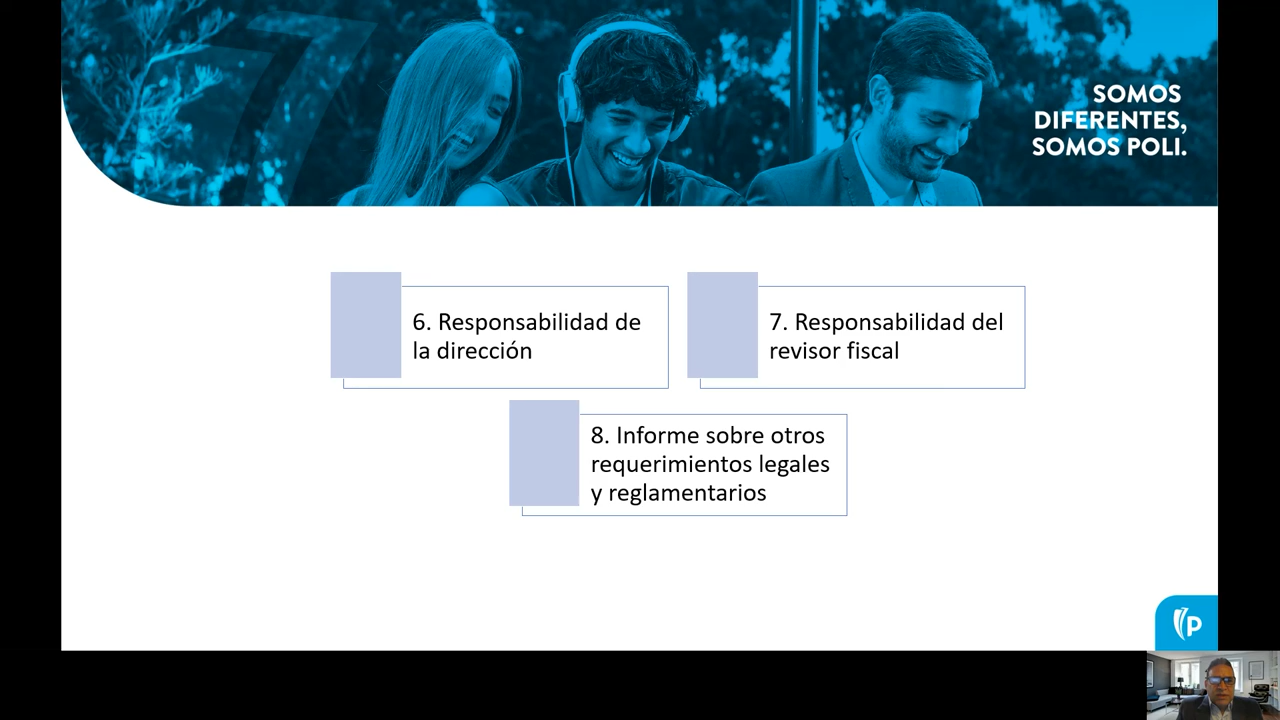 SOMOS
DIFERENTES,
SOMOS POLI.
6. Responsabilidad de
la dirección
7. Responsabilidad del
revisor fiscal
8. Informe sobre otros
requerimientos legales
y reglamentarios
P